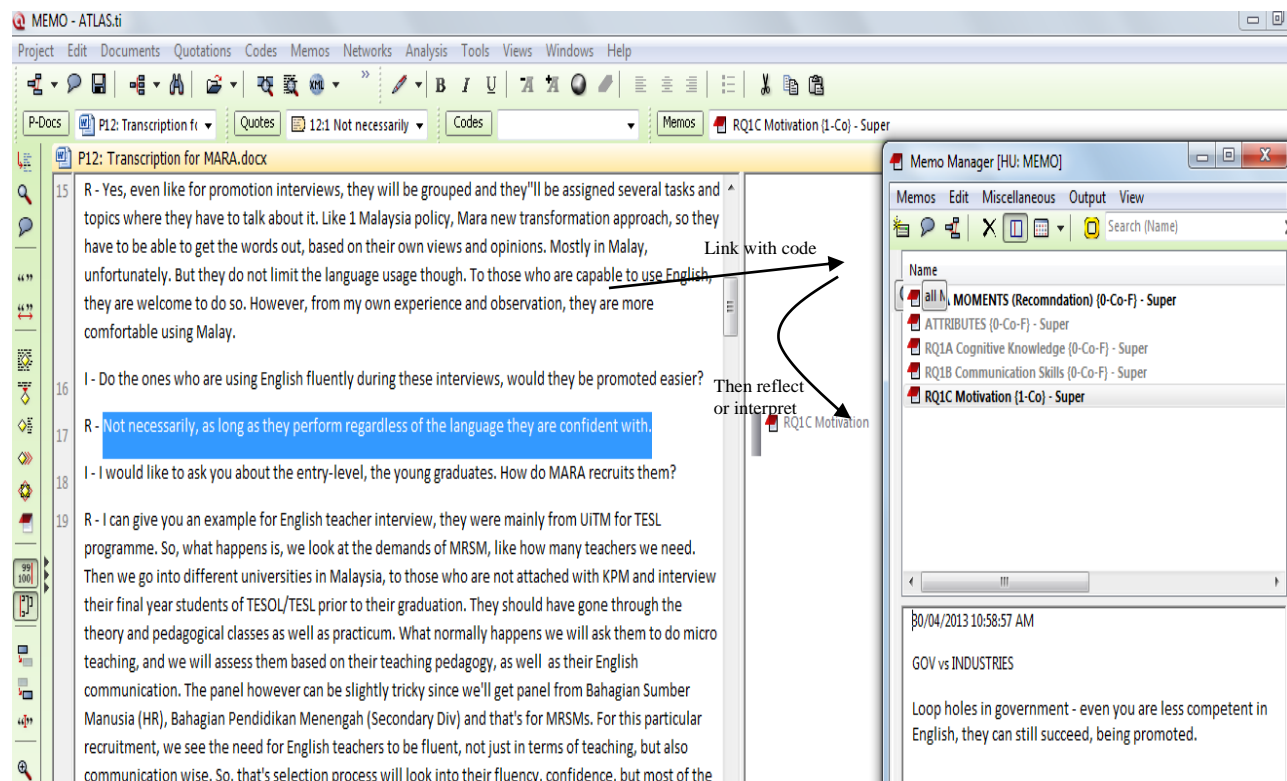 MEMO - ATLAS.ti
Project Edit Documents Quotations Codes Memos Networks Analysis Tools Views Windows Help
XML
B I U A A
P-Docs P12: Transcription fo Quotes 12:1 Not necessarily Codes Memos RQ1C Motivation {1-Co} - Super
P12: Transcription for MARA.docx
15 R - Yes, even like for promotion interviews, they will be grouped and they"ll be assigned several tasks and
topics where they have to talk about it. Like 1 Malaysia policy, Mara new transformation approach, so they
have to be able to get the words out, based on their own views and opinions. Mostly in Malay,
unfortunately. But they do not limit the language usage though. To those who are capable to use English,
they are welcome to do so. However, from my own experience and observation, they are more
comfortable using Malay.
16 I - Do the ones who are using English fluently during these interviews, would they be promoted easier?
17 R - Not necessarily, as long as they perform regardless of the language they are confident with.
18 I - I would like to ask you about the entry-level, the young graduates. How do MARA recruits them?
19 R - I can give you an example for English teacher interview, they were mainly from UiTM for TESL
programme. So, what happens is, we look at the demands of MRSM, like how many teachers we need.
Then we go into different universities in Malaysia, to those who are not attached with KPM and interview
their final year students of TESOL/TESL prior to their graduation. They should have gone through the
theory and pedagogical classes as well as practicum. What normally happens we will ask them to do micro
teaching, and we will assess them based on their teaching pedagogy, as well as their English
communication. The panel however can be slightly tricky since we'll get panel from Bahagian Sumber
Manusia (HR), Bahagian Pendidikan Menengah (Secondary Div) and that's for MRSMs. For this particular
recruitment, we see the need for English teachers to be fluent, not just in terms of teaching, but also
communication wise. So, that's selection process will look into their fluency, confidence, but most of the
99
100
Link with code
Then reflect
or interpret
RQ1C Motivation
Memo Manager [HU: MEMO]
Memos Edit Miscellaneous Output View
Search (Name)
Name
all MOMENTS (Recomndation) {0-Co-F} - Super
ATTRIBUTES {0-Co-F} - Super
RQ1A Cognitive Knowledge {0-Co-F} - Super
RQ1B Communication Skills {0-Co-F} - Super
RQ1C Motivation {1-Co} - Super
30/04/2013 10:58:57 AM
GOV vs INDUSTRIES
Loop holes in government - even you are less competent in
English, they can still succeed, being promoted.